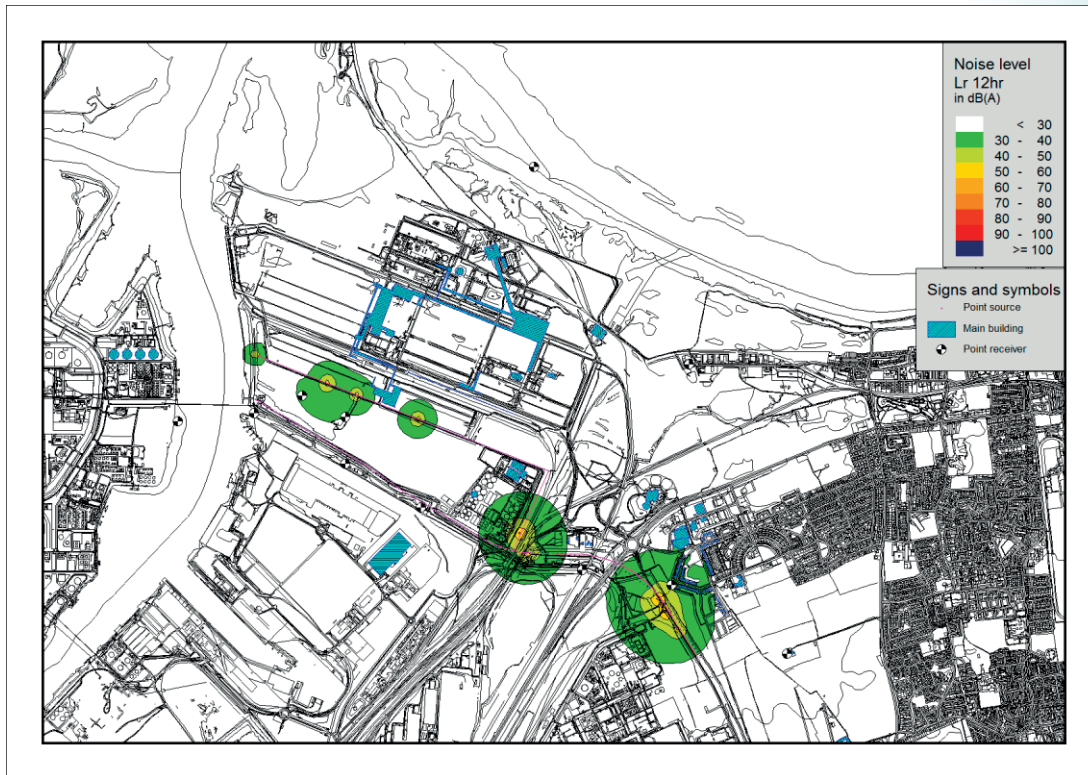 Noise level
Lr 12hr
in dB(A)
< 30
30 - 40
40 - 50
50 - 60
60 - 70
70 - 80
80 - 90
90 - 100
>= 100
Signs and symbols
Point source
Main building
Point receiver